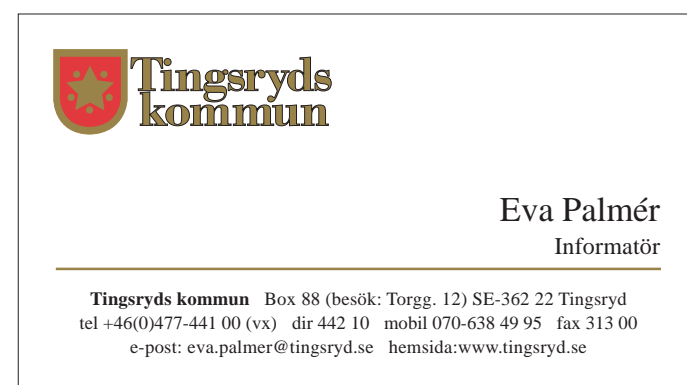 Tingsryds
kommun
Eva Palmér
Informatör
Tingsryds kommun Box 88 (besök: Torgg. 12) SE-362 22 Tingsryd
tel +46(0)477-441 00 (vx) dir 442 10 mobil 070-638 49 95 fax 313 00
e-post: eva.palmer@tingsryd.se hemsida:www.tingsryd.se